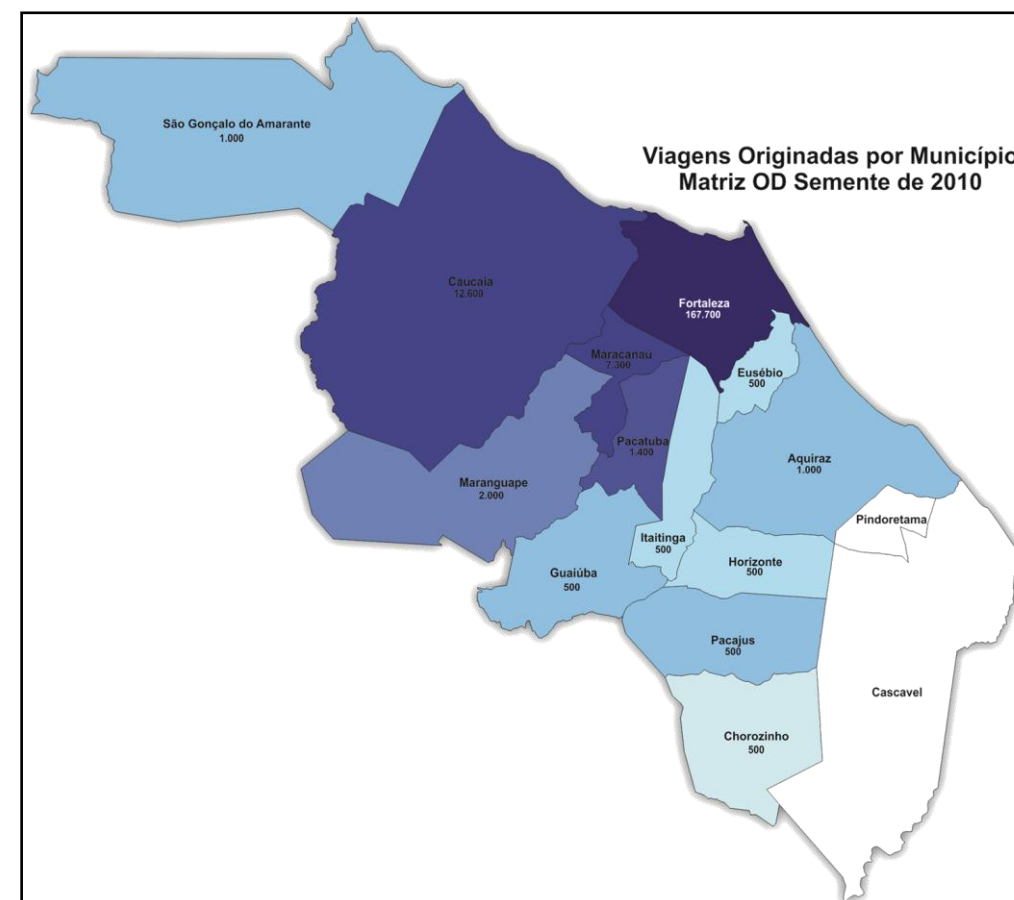 São Gonçalo do Amarante
1.000
Viagens Originadas por Município
Matriz OD Semente de 2010
Caucaia
12.600
Fortaleza
167.700
Maracanaú
7.300
Eusébio
500
Pacatuba
1.400
Aquiraz
1.000
Maranguape
2.000
Pindoretama
Itaitinga
500
Horizonte
500
Guaiúba
500
Pacajus
500
Cascavel
Chorozinho
500